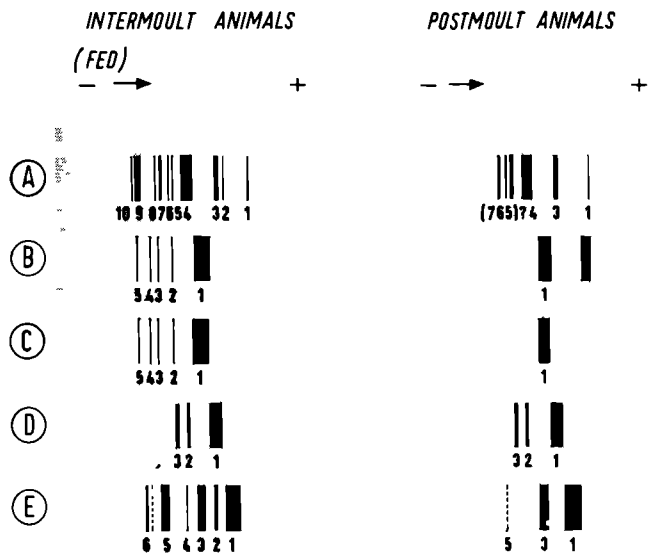 INTERMOULT ANIMALS POSTMOULT ANIMALS
(FED)
− → + − → +
A
10 9 8 7 6 5 4 3 2 1 (7 6 5)? 4 3 1
B
5 4 3 2 1 1
C
5 4 3 2 1 1
D
3 2 1 3 2 1
E
6 5 4 3 2 1 5 3 1